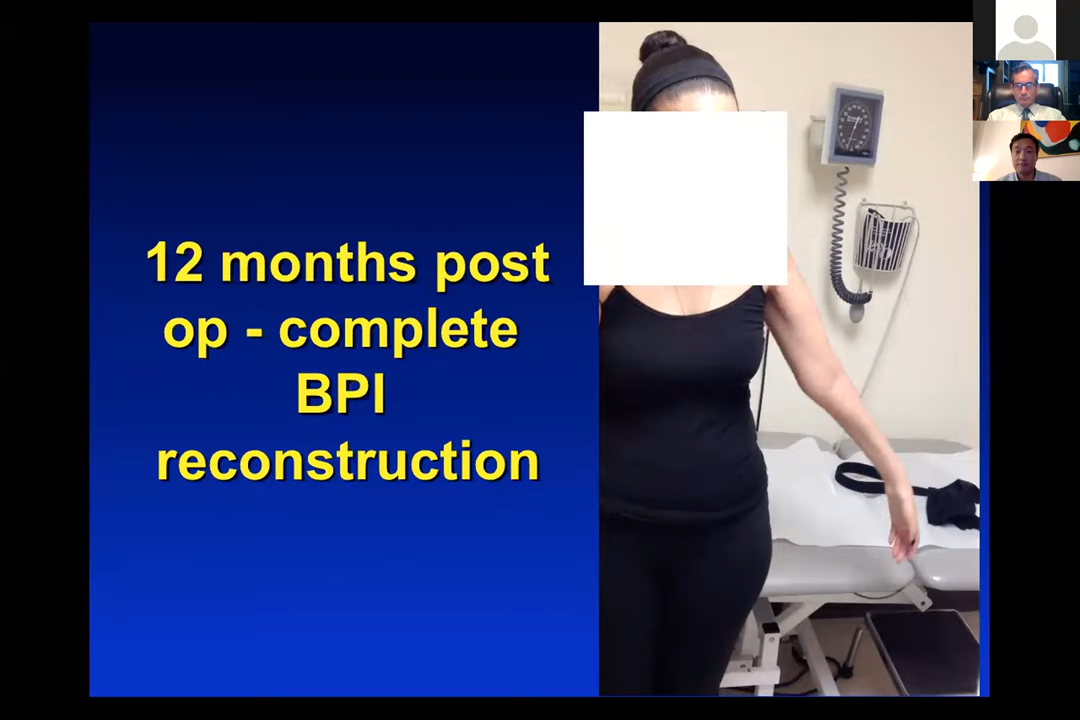 12 months post
op - complete
BPI
reconstruction